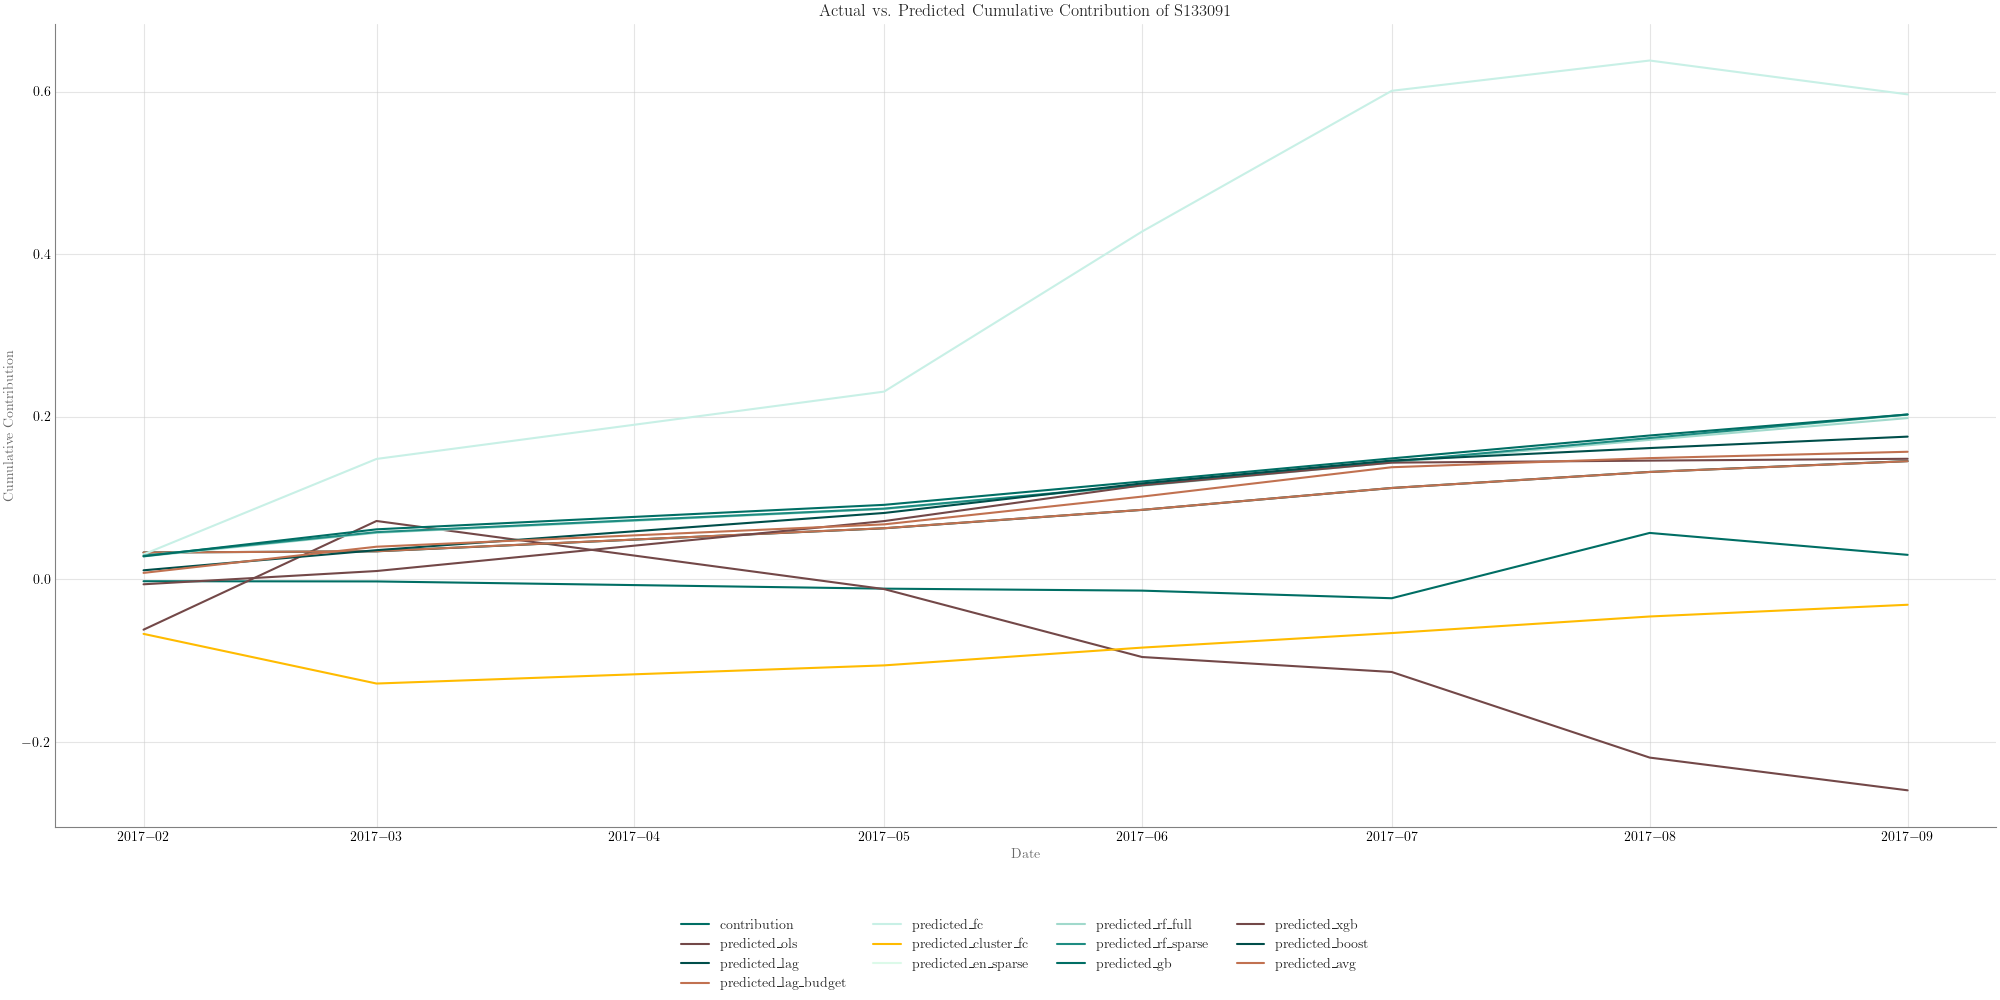 Actual vs. Predicted Cumulative Contribution of S133091
Cumulative Contribution
0.6
0.4
0.2
0.0
−0.2
2017−02 2017−03 2017−04 2017−05 2017−06 2017−07 2017−08 2017−09
Date
contribution predicted_fc predicted_rf_full predicted_xgb
predicted_ols predicted_cluster_fc predicted_rf_sparse predicted_boost
predicted_lag predicted_en_sparse predicted_gb predicted_avg
predicted_lag_budget